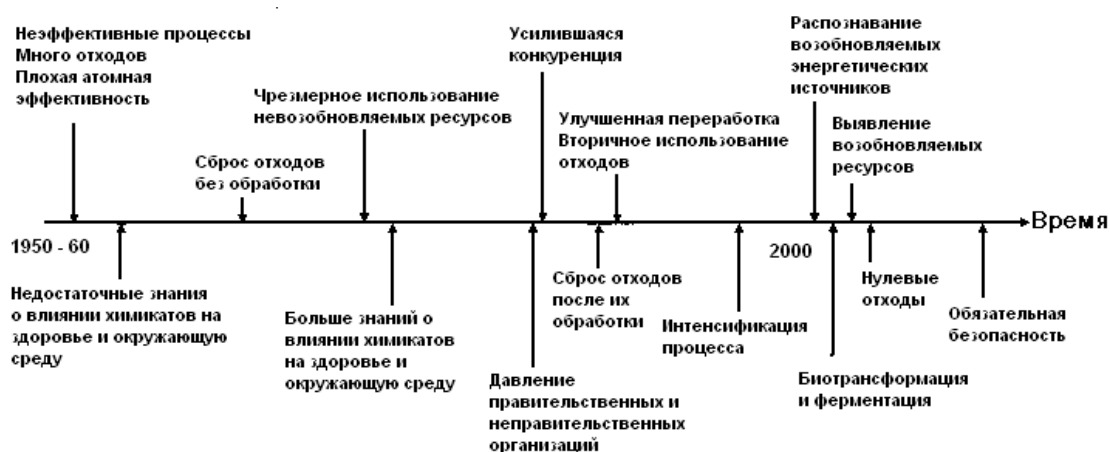 Неэффективные процессы
Много отходов
Плохая атомная
эффективность
Сброс отходов
без обработки
Чрезмерное использование
невозобновляемых ресурсов
Усилившаяся
конкуренция
Улучшенная переработка
Вторичное использование
отходов
Распознавание
возобновляемых
энергетических
источников
Выявление
возобновляемых
ресурсов
Время
1950 - 60
2000
Недостаточные знания
о влиянии химикатов на
здоровье и окружающую
среду
Больше знаний о
влиянии химикатов
на здоровье и
окружающую среду
Давление
правительственных и
неправительственных
организаций
Сброс отходов
после их
обработки
Интенсификация
процесса
Биотрансформация
и ферментация
Нулевые
отходы
Обязательная
безопасность